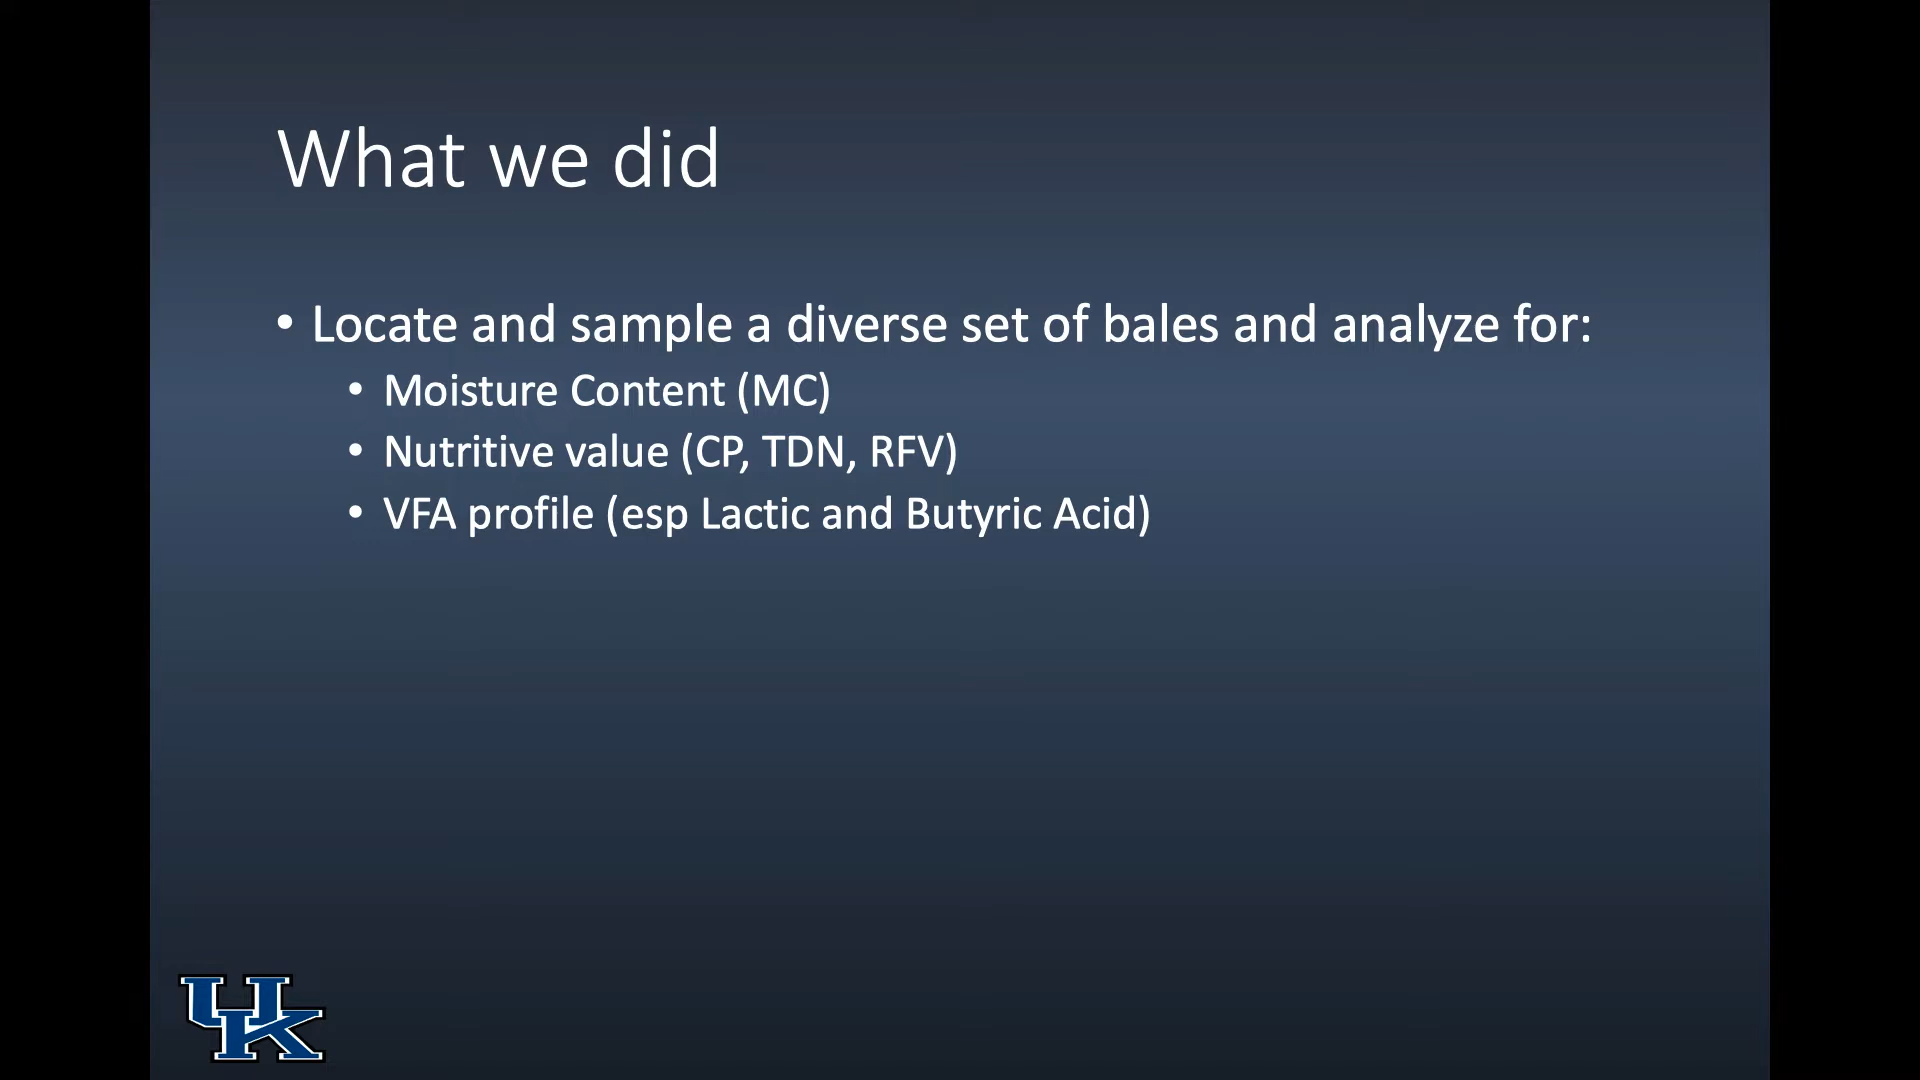 What we did
• Locate and sample a diverse set of bales and analyze for:
• Moisture Content (MC)
• Nutritive value (CP, TDN, RFV)
• VFA profile (esp Lactic and Butyric Acid)
UK